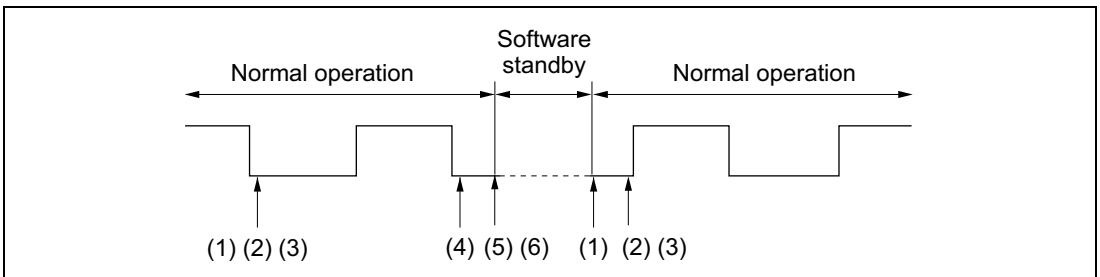 Software
standby
Normal operation
Normal operation
(1) (2) (3)
(4)
(5) (6)
(1)
(2) (3)